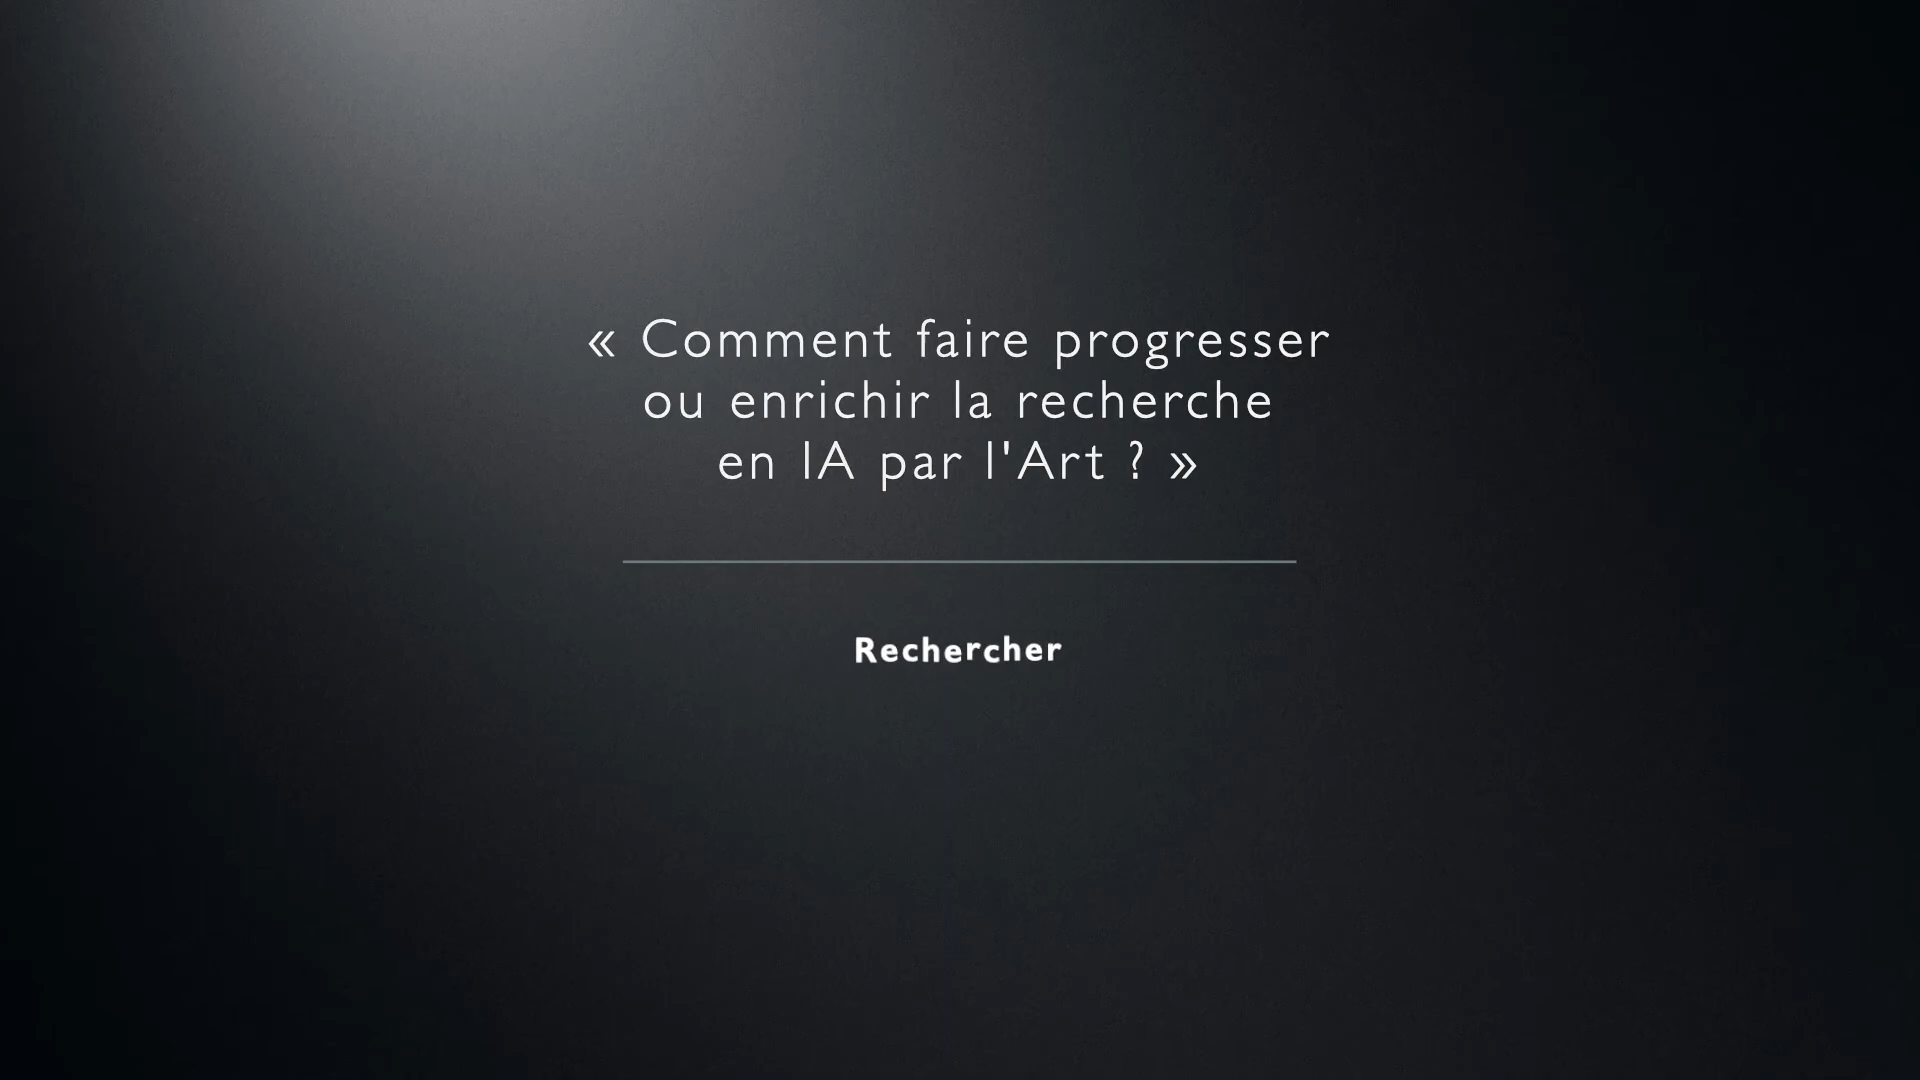 « Comment faire progresser
ou enrichir la recherche
en IA par l'Art ? »
Rechercher